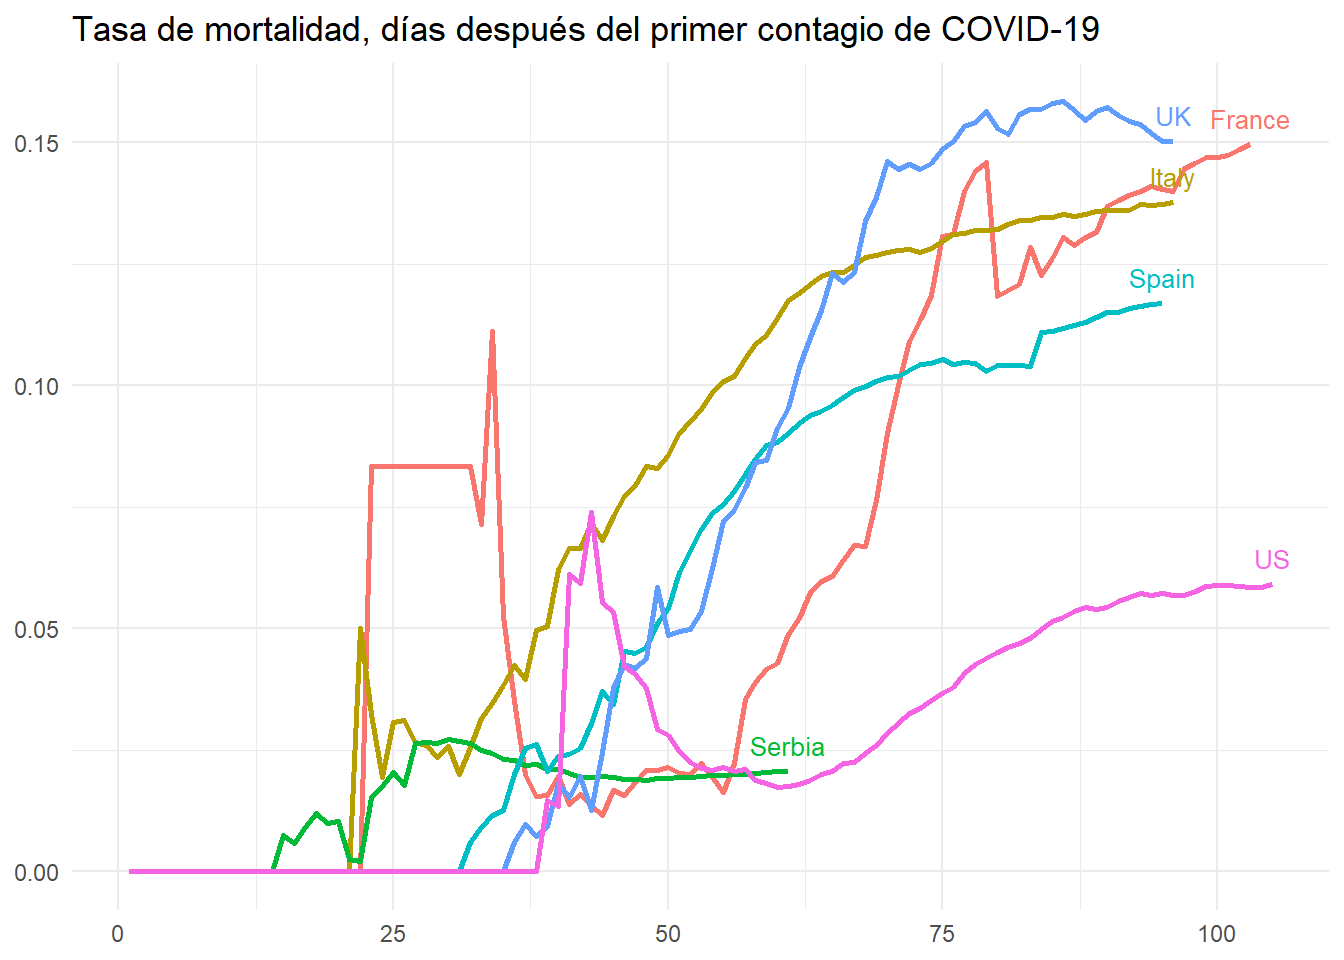 Tasa de mortalidad, días después del primer contagio de COVID-19
0.15
0.10
0.05
0.00
UK
France
Italy
Spain
US
Serbia
0 25 50 75 100